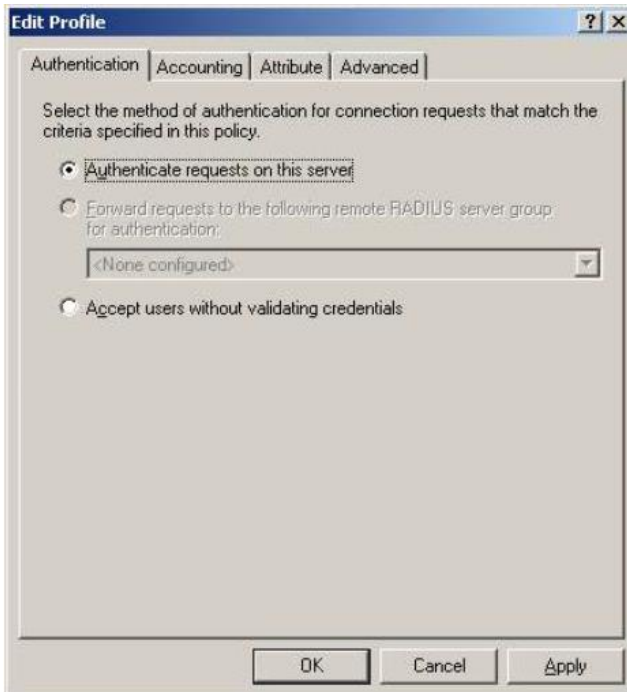 Edit Profile
Authentication Accounting Attribute Advanced
Select the method of authentication for connection requests that match the
criteria specified in this policy.
Authenticate requests on this server
Forward requests to the following remote RADIUS server group
for authentication:
<None configured>
Accept users without validating credentials
OK Cancel Apply